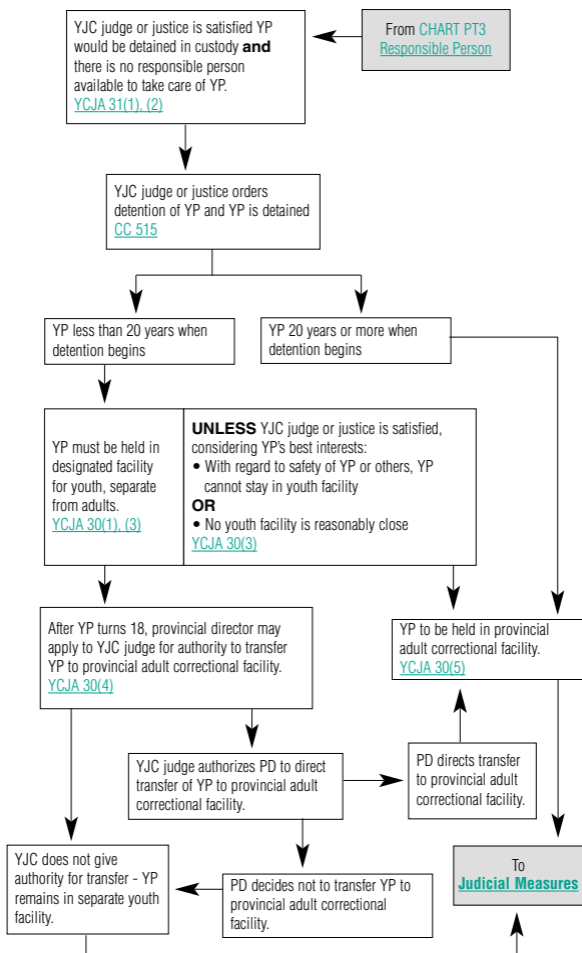 YJC judge or justice is satisfied YP
would be detained in custody and
there is no responsible person
available to take care of YP.
YCJA 31(1), (2)
From CHART PT3
Responsible Person
YJC judge or justice orders
detention of YP and YP is detained
CC 515
YP less than 20 years when
detention begins
YP 20 years or more when
detention begins
YP must be held in
designated facility
for youth, separate
from adults.
YCJA 30(1), (3)
UNLESS YJC judge or justice is satisfied,
considering YP's best interests:
• With regard to safety of YP or others, YP
cannot stay in youth facility
OR
• No youth facility is reasonably close
YCJA 30(3)
After YP turns 18, provincial director may
apply to YJC judge for authority to transfer
YP to provincial adult correctional facility.
YCJA 30(4)
YP to be held in provincial
adult correctional facility.
YCJA 30(5)
YJC judge authorizes PD to direct
transfer of YP to provincial adult
correctional facility.
PD directs transfer
to provincial adult
correctional facility.
YJC does not give
authority for transfer - YP
remains in separate youth
facility.
PD decides not to transfer YP to
provincial adult correctional
facility.
To
Judicial Measures